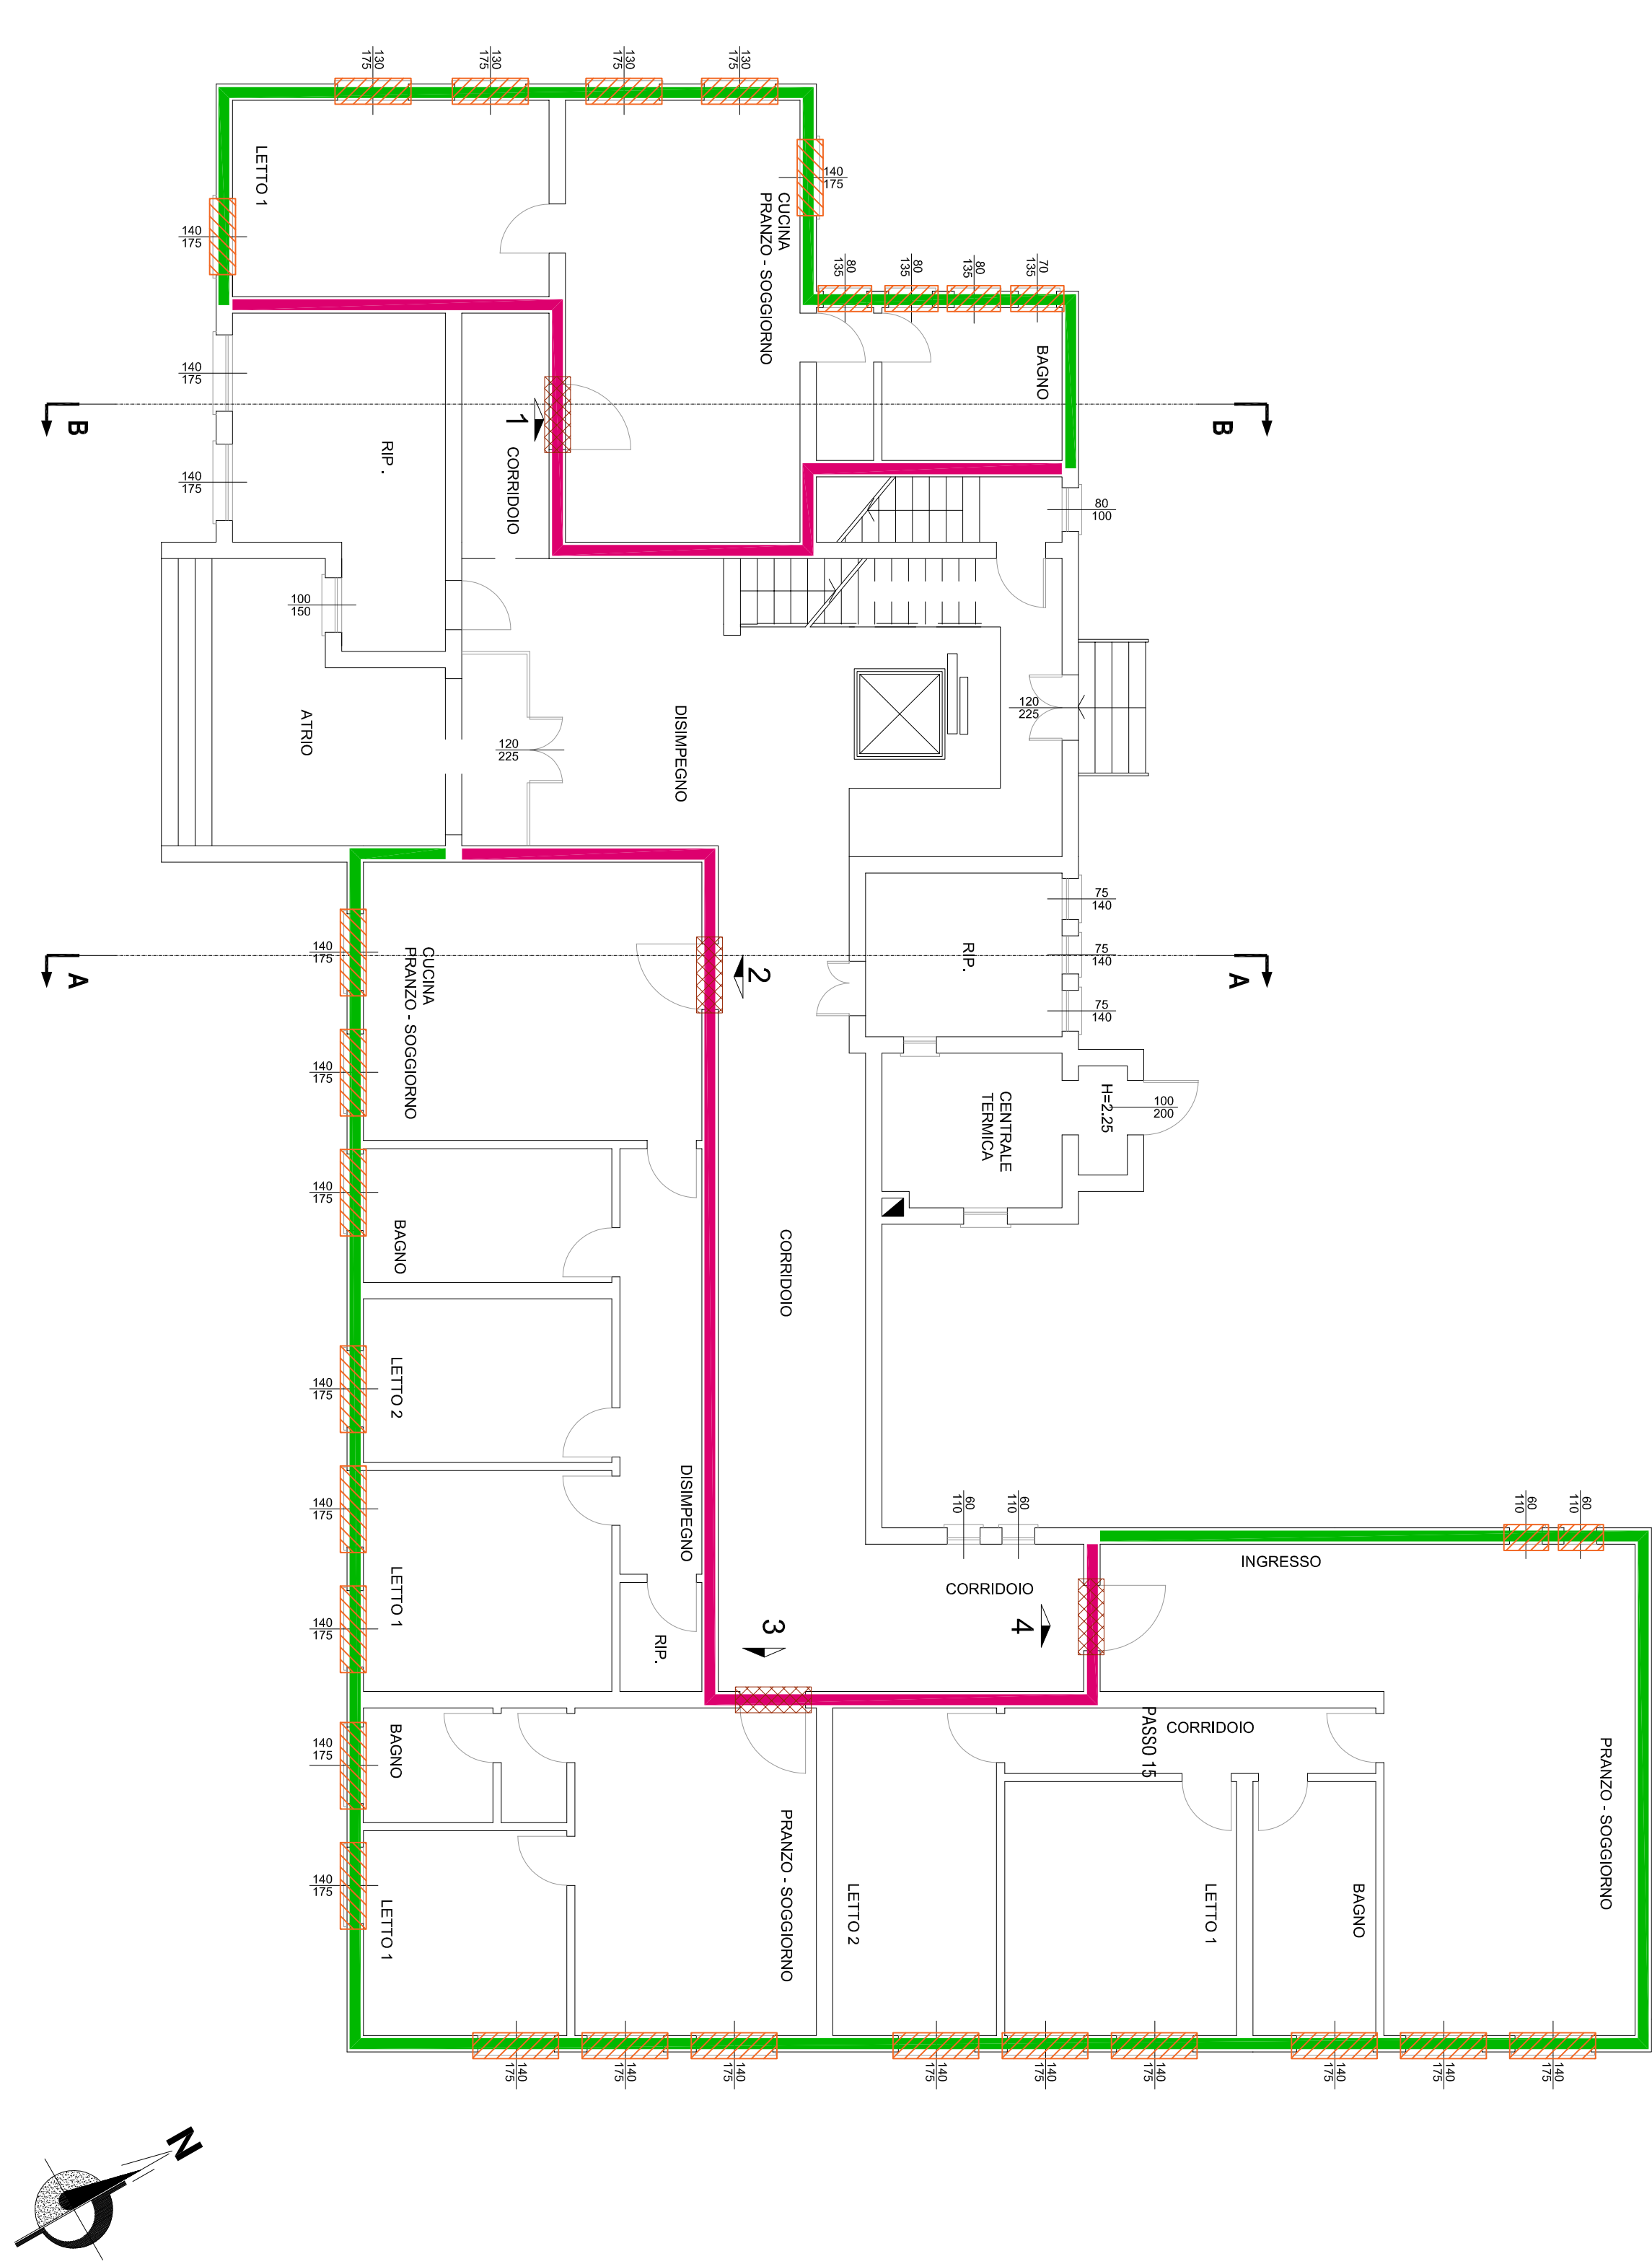 130
175
130
175
130
175
130
175
LETTO 1
140
175
CUCINA
PRANZO - SOGGIORNO
140
175
80
135
80
135
80
135
70
135
BAGNO
140
175
B
B
1
CORRIDOIO
RIP.
140
175
80
100
100
150
ATRIO
120
225
DISIMPEGNO
120
225
75
140
A
A
140
175
CUCINA
PRANZO - SOGGIORNO
2
RIP.
75
140
75
140
140
175
CENTRALE
TERMICA
H=2.25
100
200
140
175
BAGNO
CORRIDOIO
140
175
LETTO 2
DISIMPEGNO
140
175
LETTO 1
60
110
60
110
60
110
60
110
INGRESSO
CORRIDOIO
140
175
RIP.
3
4
140
175
BAGNO
PASSO 15
CORRIDOIO
PRANZO - SOGGIORNO
140
175
LETTO 1
PRANZO - SOGGIORNO
LETTO 2
LETTO 1
BAGNO
140
175
140
175
140
175
140
175
140
175
140
175
140
175
140
175
140
175
N